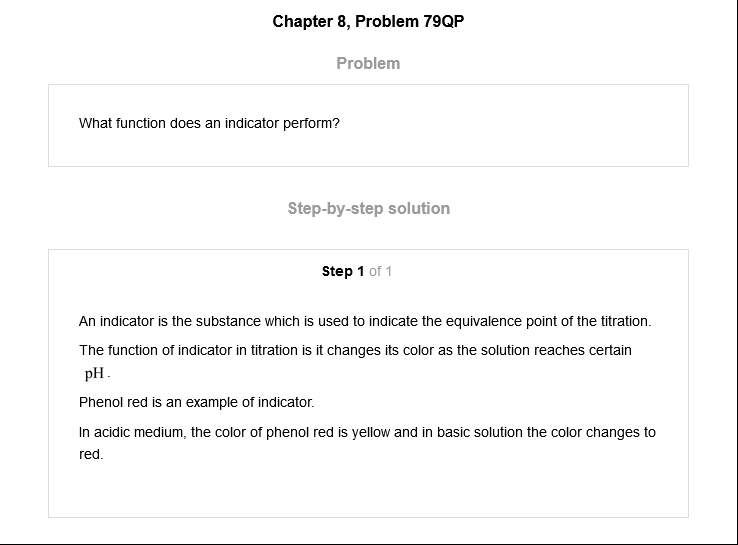 Chapter 8, Problem 79QP
Problem
What function does an indicator perform?
Step-by-step solution
Step 1 of 1
An indicator is the substance which is used to indicate the equivalence point of the titration.
The function of indicator in titration is it changes its color as the solution reaches certain
pH.
Phenol red is an example of indicator.
In acidic medium, the color of phenol red is yellow and in basic solution the color changes to
red.